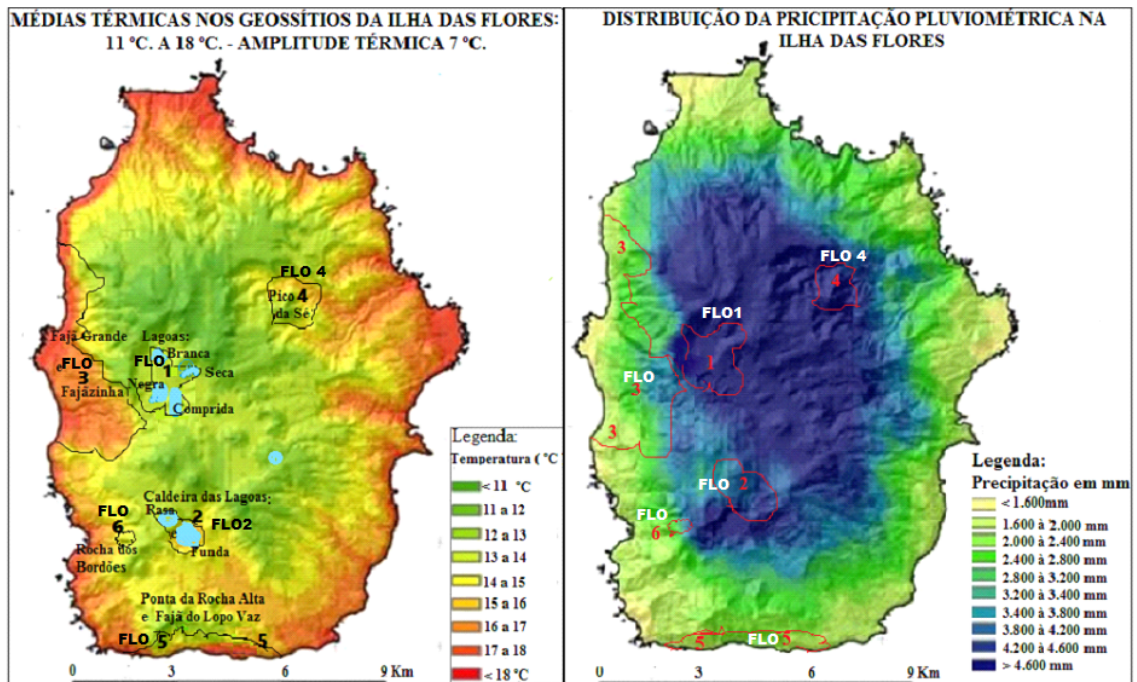 MÉDIAS TÉRMICAS NOS GEOSSÍTIOS DA ILHA DAS FLORES:
11 ºC. A 18 ºC. - AMPLITUDE TÉRMICA 7 ºC.
FLO 4
Pico 4
da Sé
Fajã Grande
e
FLO
3
Fajãzinha
Lagoas:
Branca
FLO
1
Seca
Negra
Comprida
Caldeira das Lagoas:
Rasa
2
FLO2
e
Funda
FLO
6
Rocha dos
Bordões
Ponta da Rocha Alta
e Fajã do Lopo Vaz
FLO
5
5
0 3 6 9 Km
Legenda:
Temperatura ( ºC
< 11 ºC
11 a 12
12 a 13
13 a 14
14 a 15
15 a 16
16 a 17
17 a 18
< 18 ºC
DISTRIBUIÇÃO DA PRICIPITAÇÃO PLUVIOMÉTRICA NA
ILHA DAS FLORES
3
FLO 4
4
FLO1
1
FLO
3
3
FLO
2
FLO
6
5
FLO
5
0 3 6 9 Km
Legenda:
Precipitação em mm
< 1.600mm
1.600 à 2.000 mm
2.000 à 2.400 mm
2.400 à 2.800 mm
2.800 à 3.200 mm
3.200 à 3.400 mm
3.400 à 3.800 mm
3.800 à 4.200 mm
4.200 à 4.600 mm
> 4.600 mm